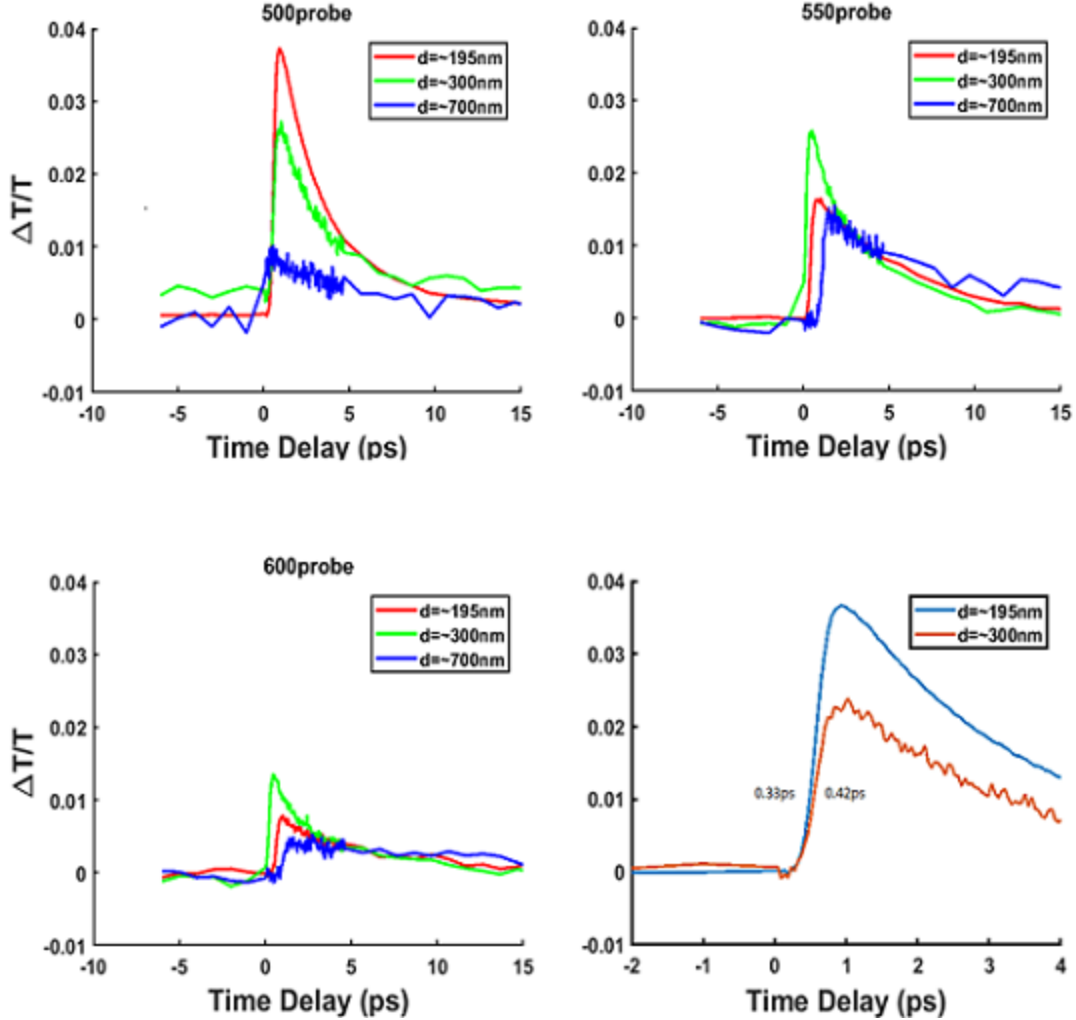 500probe
0.04
0.03
0.02
0.01
0
-0.01
ΔT/T
-10 -5 0 5 10 15
Time Delay (ps)
d=~195nm
d=~300nm
d=~700nm
550probe
0.04
0.03
0.02
0.01
0
-0.01
-10 -5 0 5 10 15
Time Delay (ps)
d=~195nm
d=~300nm
d=~700nm
600probe
0.04
0.03
0.02
0.01
0
-0.01
ΔT/T
-10 -5 0 5 10 15
Time Delay (ps)
d=~195nm
d=~300nm
d=~700nm
0.04
0.03
0.02
0.01
0
-0.01
-2 -1 0 1 2 3 4
Time Delay (ps)
d=~195nm
d=~300nm
0.33ps 0.42ps